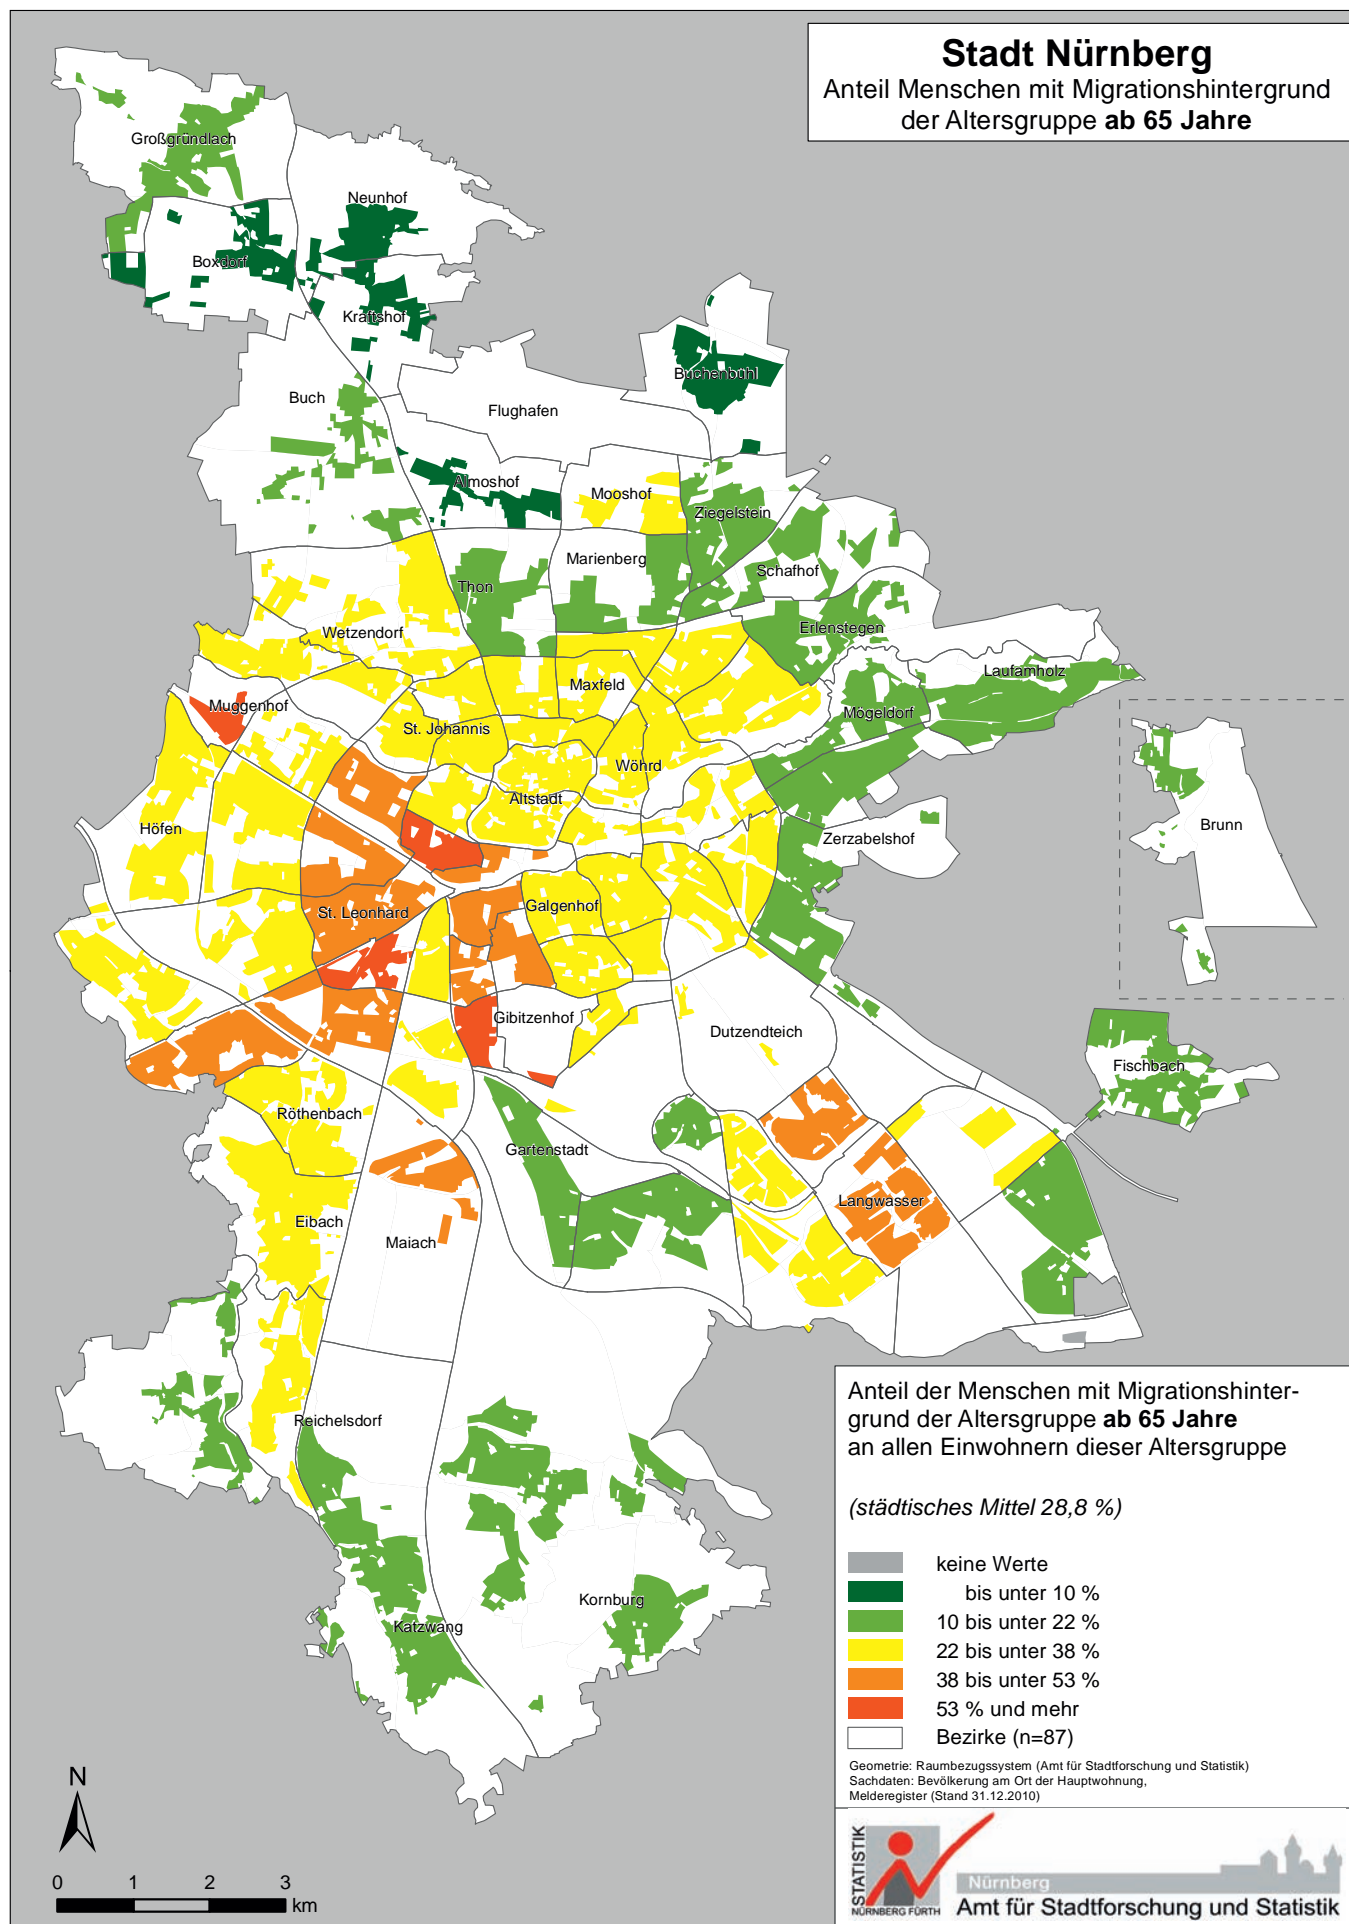 Stadt Nürnberg
Anteil Menschen mit Migrationshintergrund
der Altersgruppe ab 65 Jahre
Großgründlach
Neunhof
Boxdorf
Kraftshof
Buchenbühl
Buch
Flughafen
Almoshof
Mooshof
Ziegelstein
Marienberg
Schafhof
Thon
Wetzendorf
Erlenstegen
Laufamholz
Maxfeld
Muggenhof
Mögeldorf
St. Johannis
Wöhrd
Altstadt
Höfen
Zerzabelshof
Brunn
St. Leonhard
Galgenhof
Gibitzenhof
Dutzendteich
Fischbach
Röthenbach
Gartenstadt
Langwasser
Eibach
Maiach
Reichelsdorf
Kornburg
Katzwang
Anteil der Menschen mit Migrationshinter-
grund der Altersgruppe ab 65 Jahre
an allen Einwohnern dieser Altersgruppe
(städtisches Mittel 28,8 %)
keine Werte
bis unter 10 %
10 bis unter 22 %
22 bis unter 38 %
38 bis unter 53 %
53 % und mehr
Bezirke (n=87)
Geometrie: Raumbezugssystem (Amt für Stadtforschung und Statistik)
Sachdaten: Bevölkerung am Ort der Hauptwohnung,
Melderegister (Stand 31.12.2010)
N
0 1 2 3
km
STATISTIK
NÜRNBERG FÜRTH
Nürnberg
Amt für Stadtforschung und Statistik